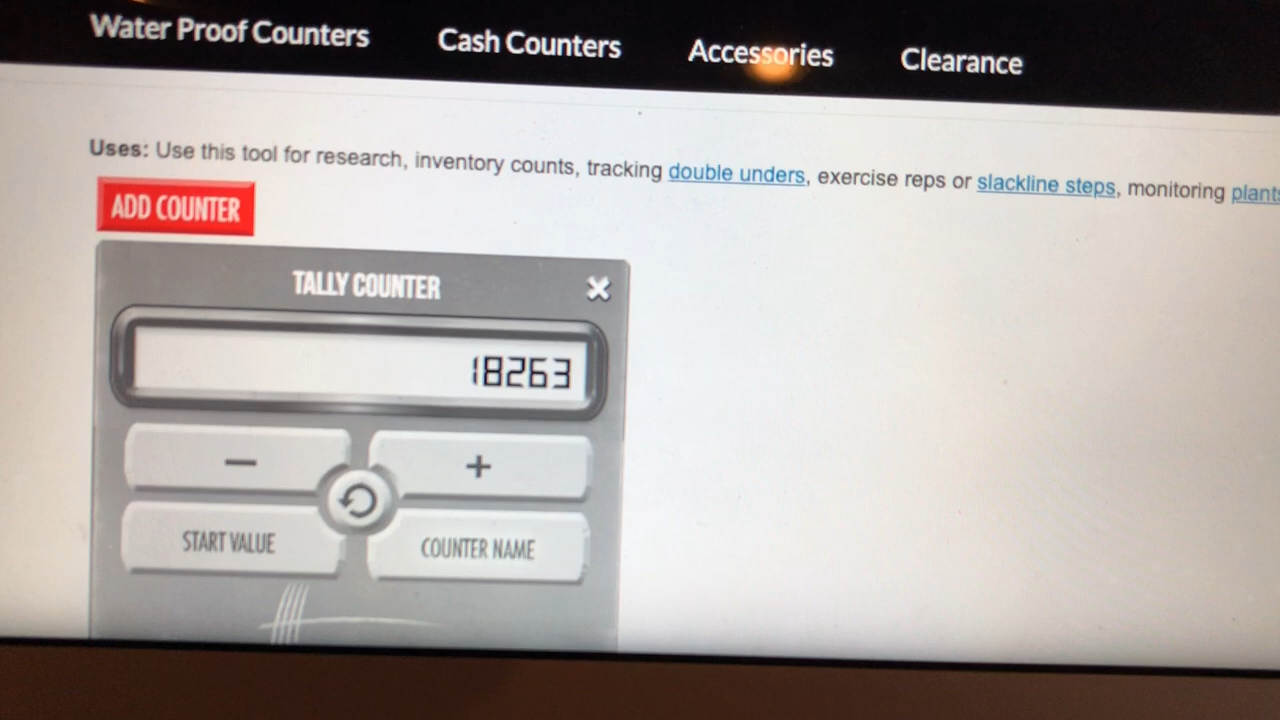 Water Proof Counters Cash Counters Accessories Clearance
Uses: Use this tool for research, inventory counts, tracking double unders, exercise reps or slackline steps, monitoring plants
ADD COUNTER
TALLY COUNTER ×
18263
− +
START VALUE COUNTER NAME